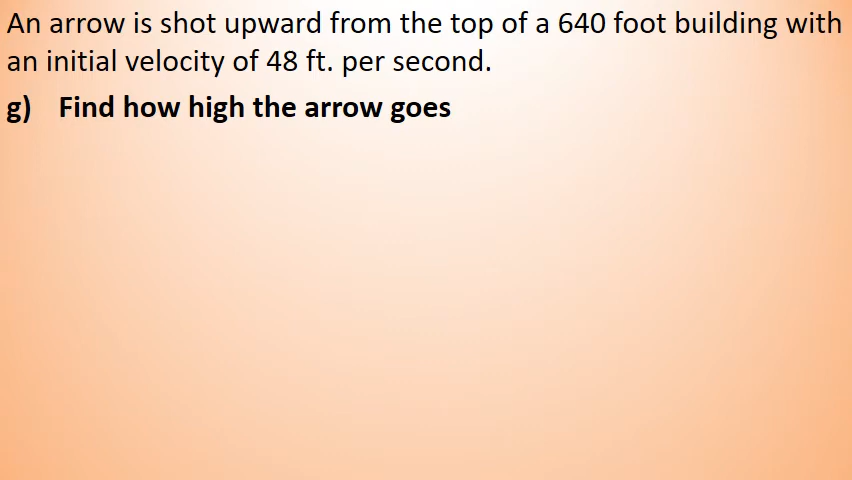 An arrow is shot upward from the top of a 640 foot building with
an initial velocity of 48 ft. per second.
g) Find how high the arrow goes